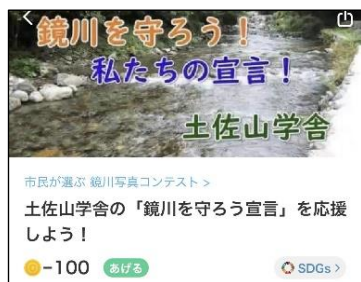 鏡川を守ろう！
私たちの宣言！
土佐山学舎
市民が選ぶ 鏡川写真コンテスト >
土佐山学舎の「鏡川を守ろう宣言」を応援
しよう！
-100 あげる SDGs >